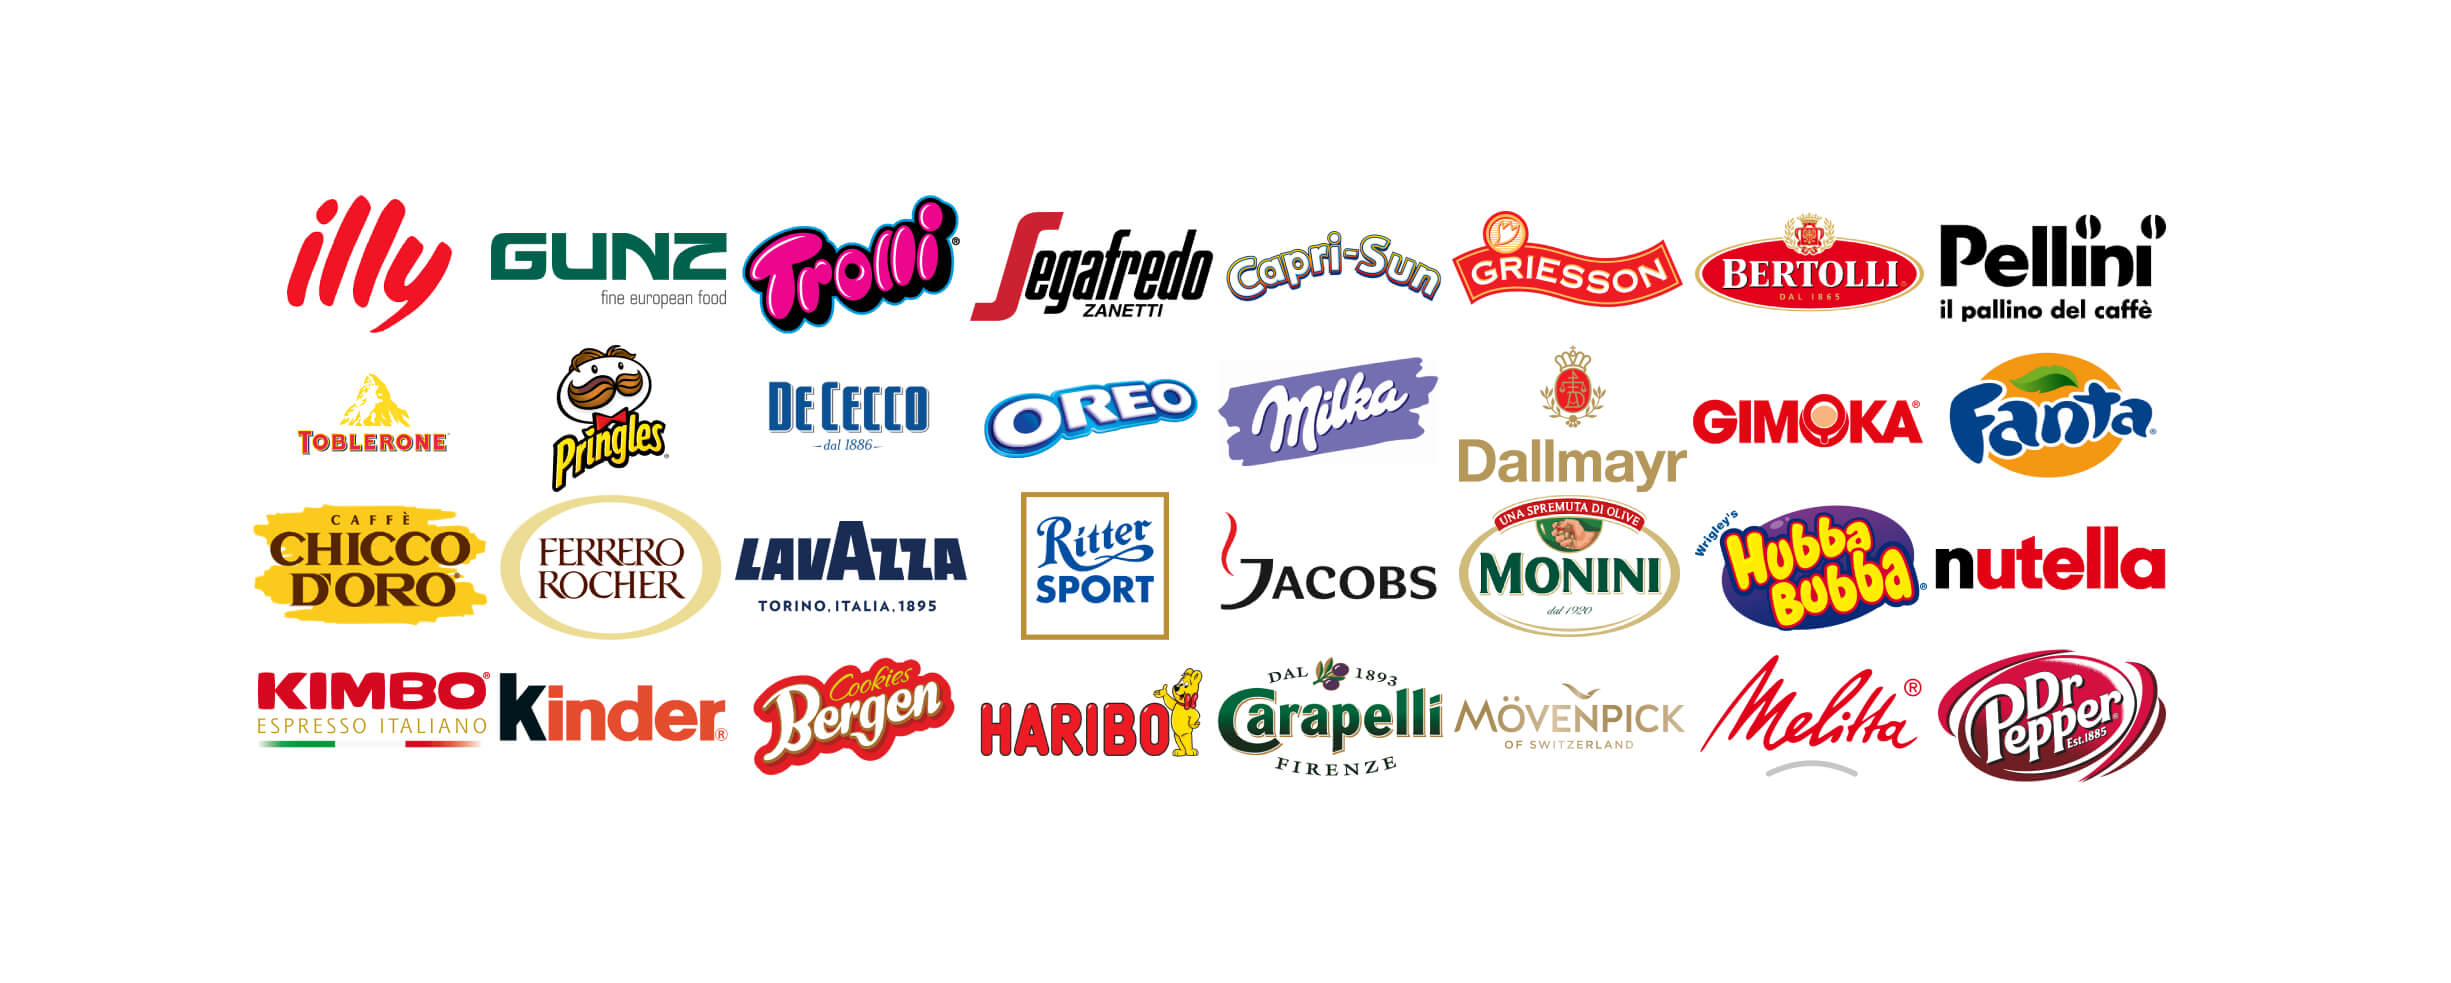 illy
GUNZ
fine european food
Trolli®
Segafredo
ZANETTI
Capri-Sun
GRIESSON
BERTOLLI
DAL 1865
Pellini
il pallino del caffè
TOBLERONE
Pringles®
DE CECCO
dal 1886
OREO
Milka
Dallmayr
GIMOKA®
Fanta®
CAFFÈ
CHICCO
D'ORO®
FERRERO
ROCHER
LAVAZZA
TORINO, ITALIA, 1895
Ritter
SPORT
JACOBS
UNA SPREMUTA DI OLIVE
MONINI
dal 1920
Wrigley's
Hubba
Bubba®
nutella
KIMBO®
ESPRESSO ITALIANO
kinder®
Cookies
Bergen
HARIBO
DAL 1893
Carapelli
FIRENZE
MÖVENPICK
OF SWITZERLAND
Melitta®
Dr
Pepper
Est.1885